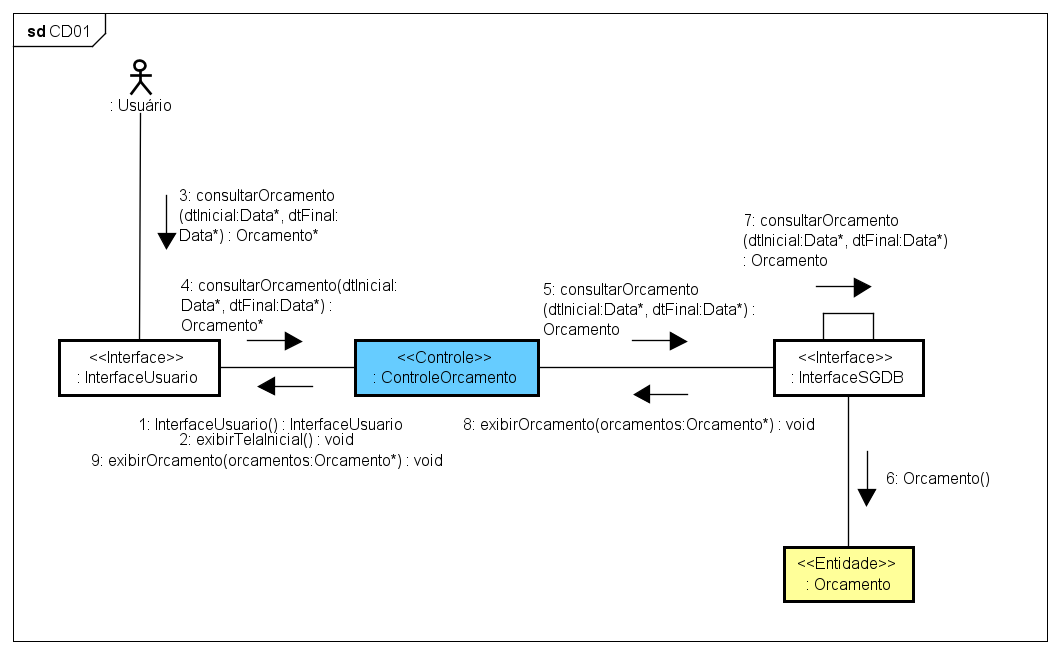 sd CD01
: Usuário
3: consultarOrcamento
(dtInicial:Data*, dtFinal:
Data*) : Orcamento*
7: consultarOrcamento
(dtInicial:Data*, dtFinal:Data*)
: Orcamento
4: consultarOrcamento(dtInicial:
Data*, dtFinal:Data*) :
Orcamento*
5: consultarOrcamento
(dtInicial:Data*, dtFinal:Data*) :
Orcamento
<<Interface>>
: InterfaceUsuario
<<Controle>>
: ControleOrcamento
<<Interface>>
: InterfaceSGDB
1: InterfaceUsuario() : InterfaceUsuario
2: exibirTelaInicial() : void
9: exibirOrcamento(orcamentos:Orcamento*) : void
8: exibirOrcamento(orcamentos:Orcamento*) : void
6: Orcamento()
<<Entidade>>
: Orcamento